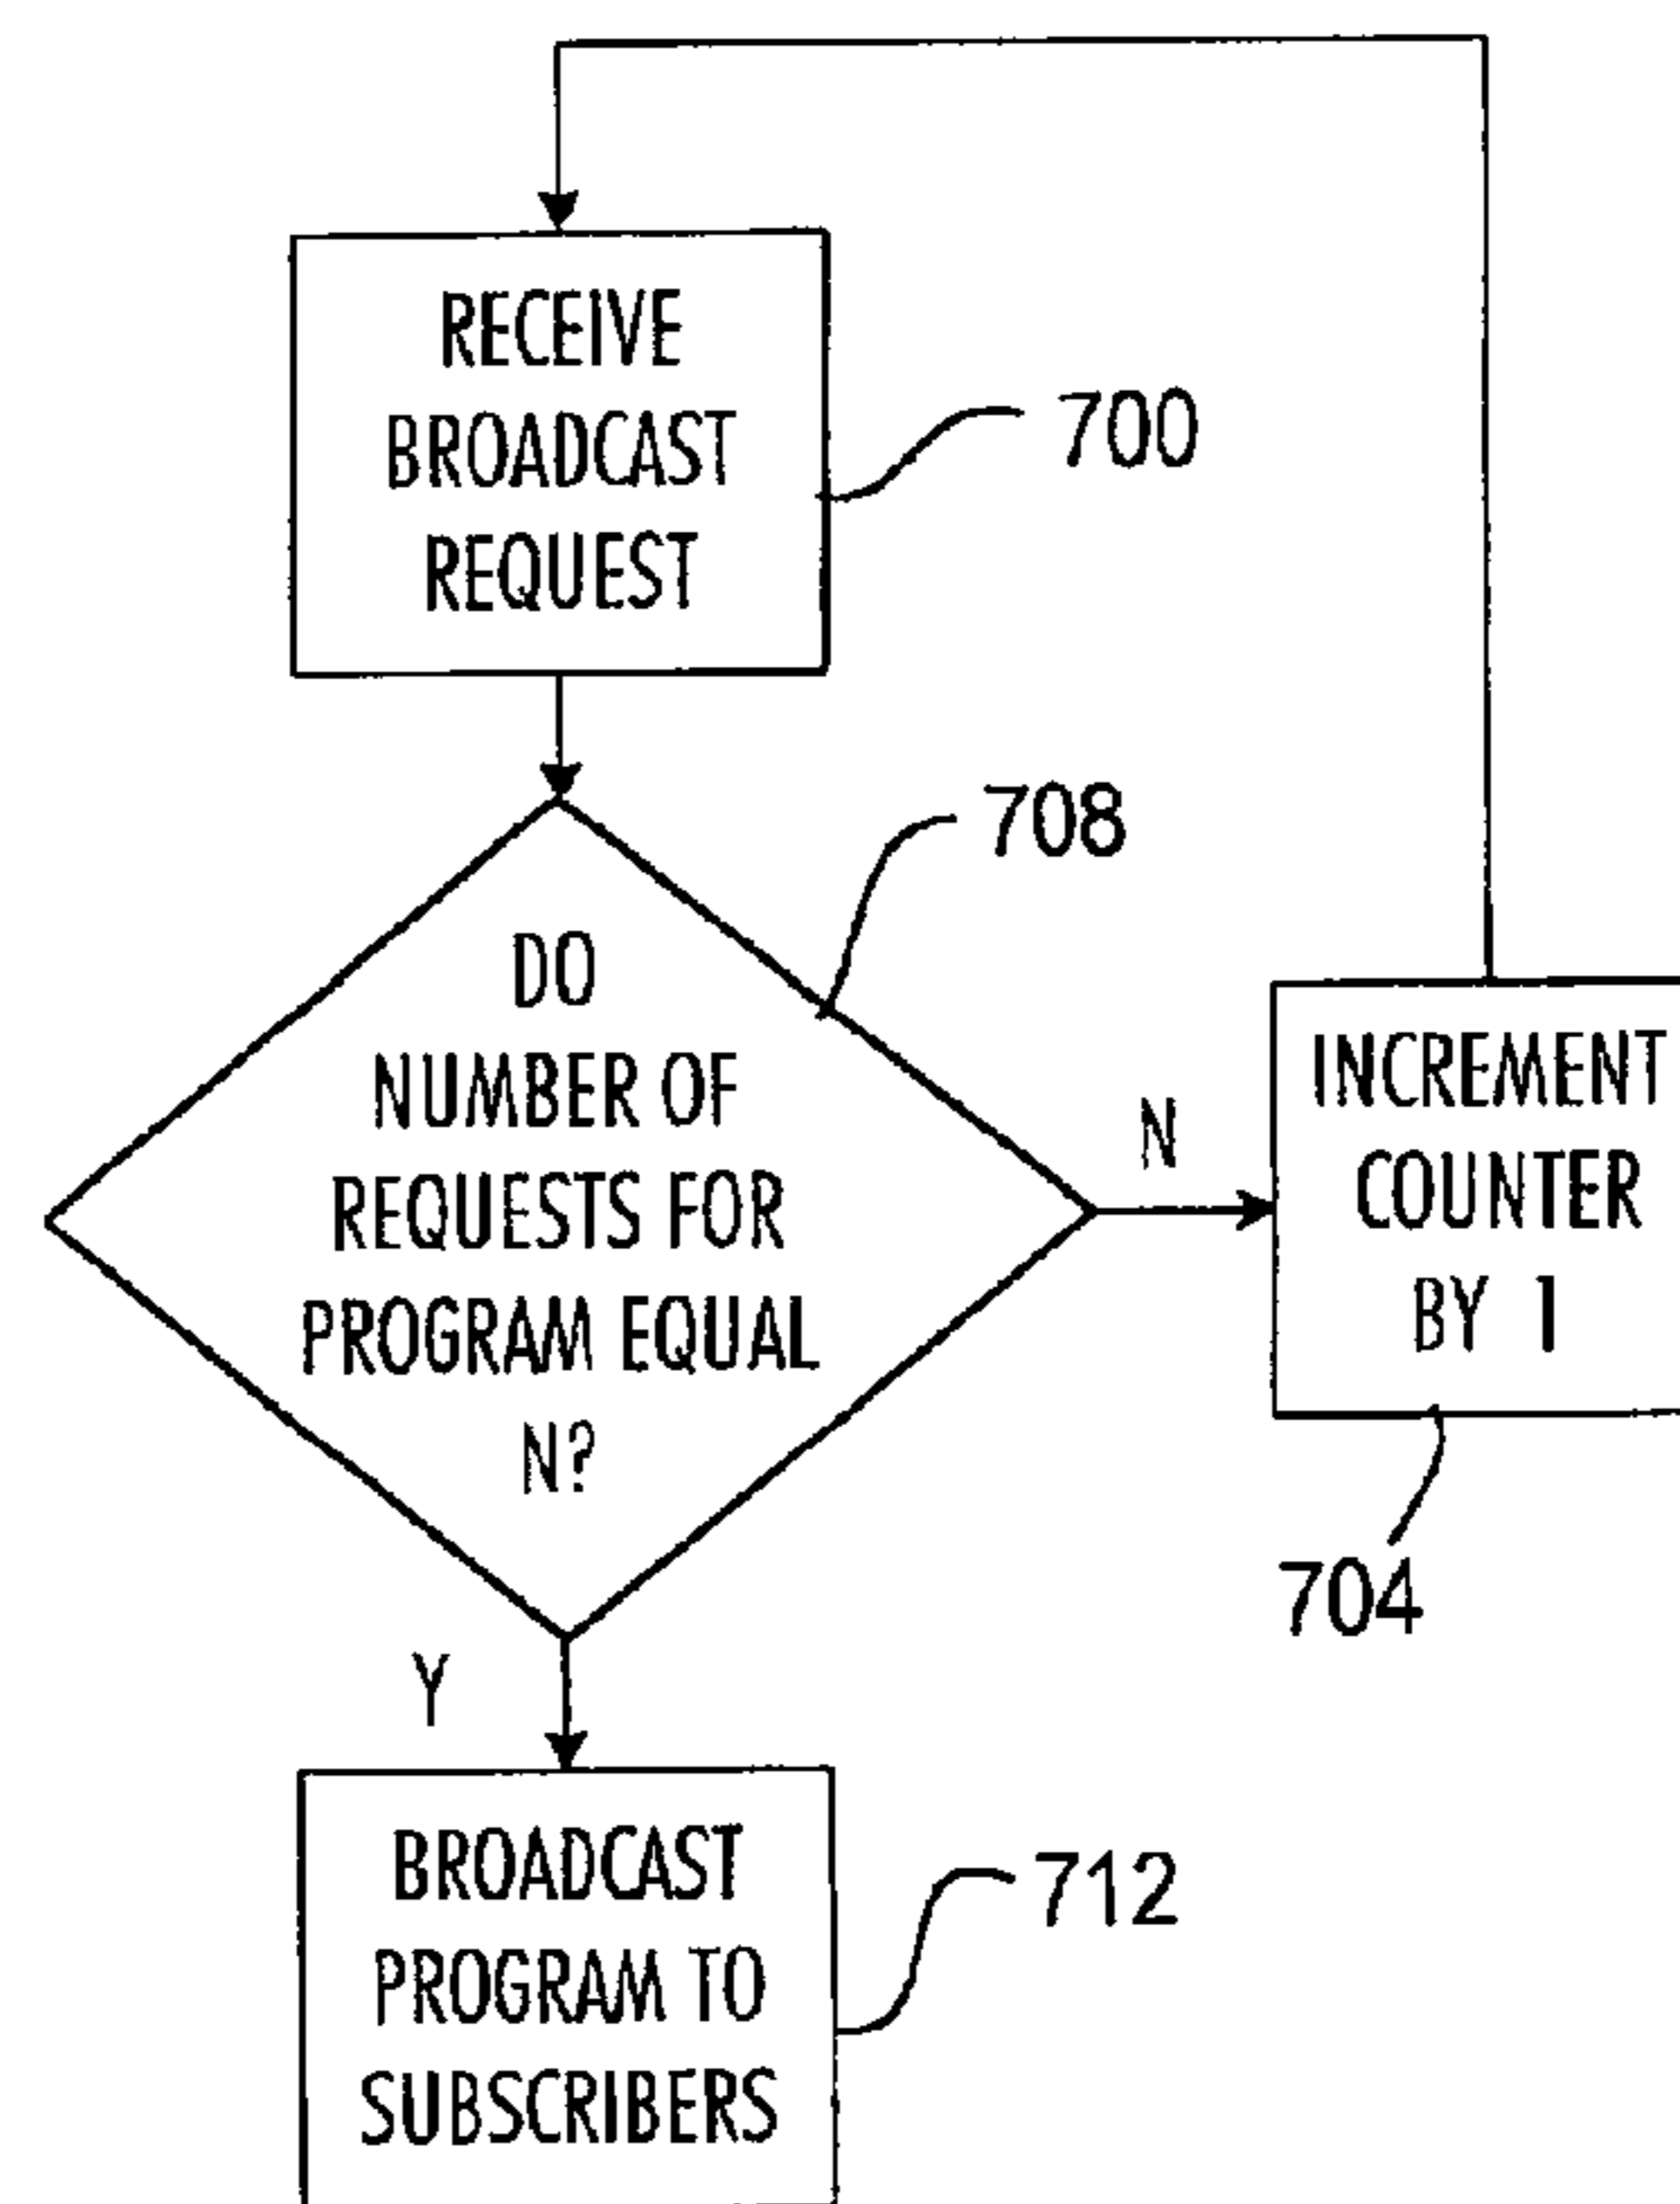 RECEIVE
BROADCAST
REQUEST
700
708
DO
NUMBER OF
REQUESTS FOR
PROGRAM EQUAL
N?
N
INCREMENT
COUNTER
BY 1
704
Y
BROADCAST
PROGRAM TO
SUBSCRIBERS
712